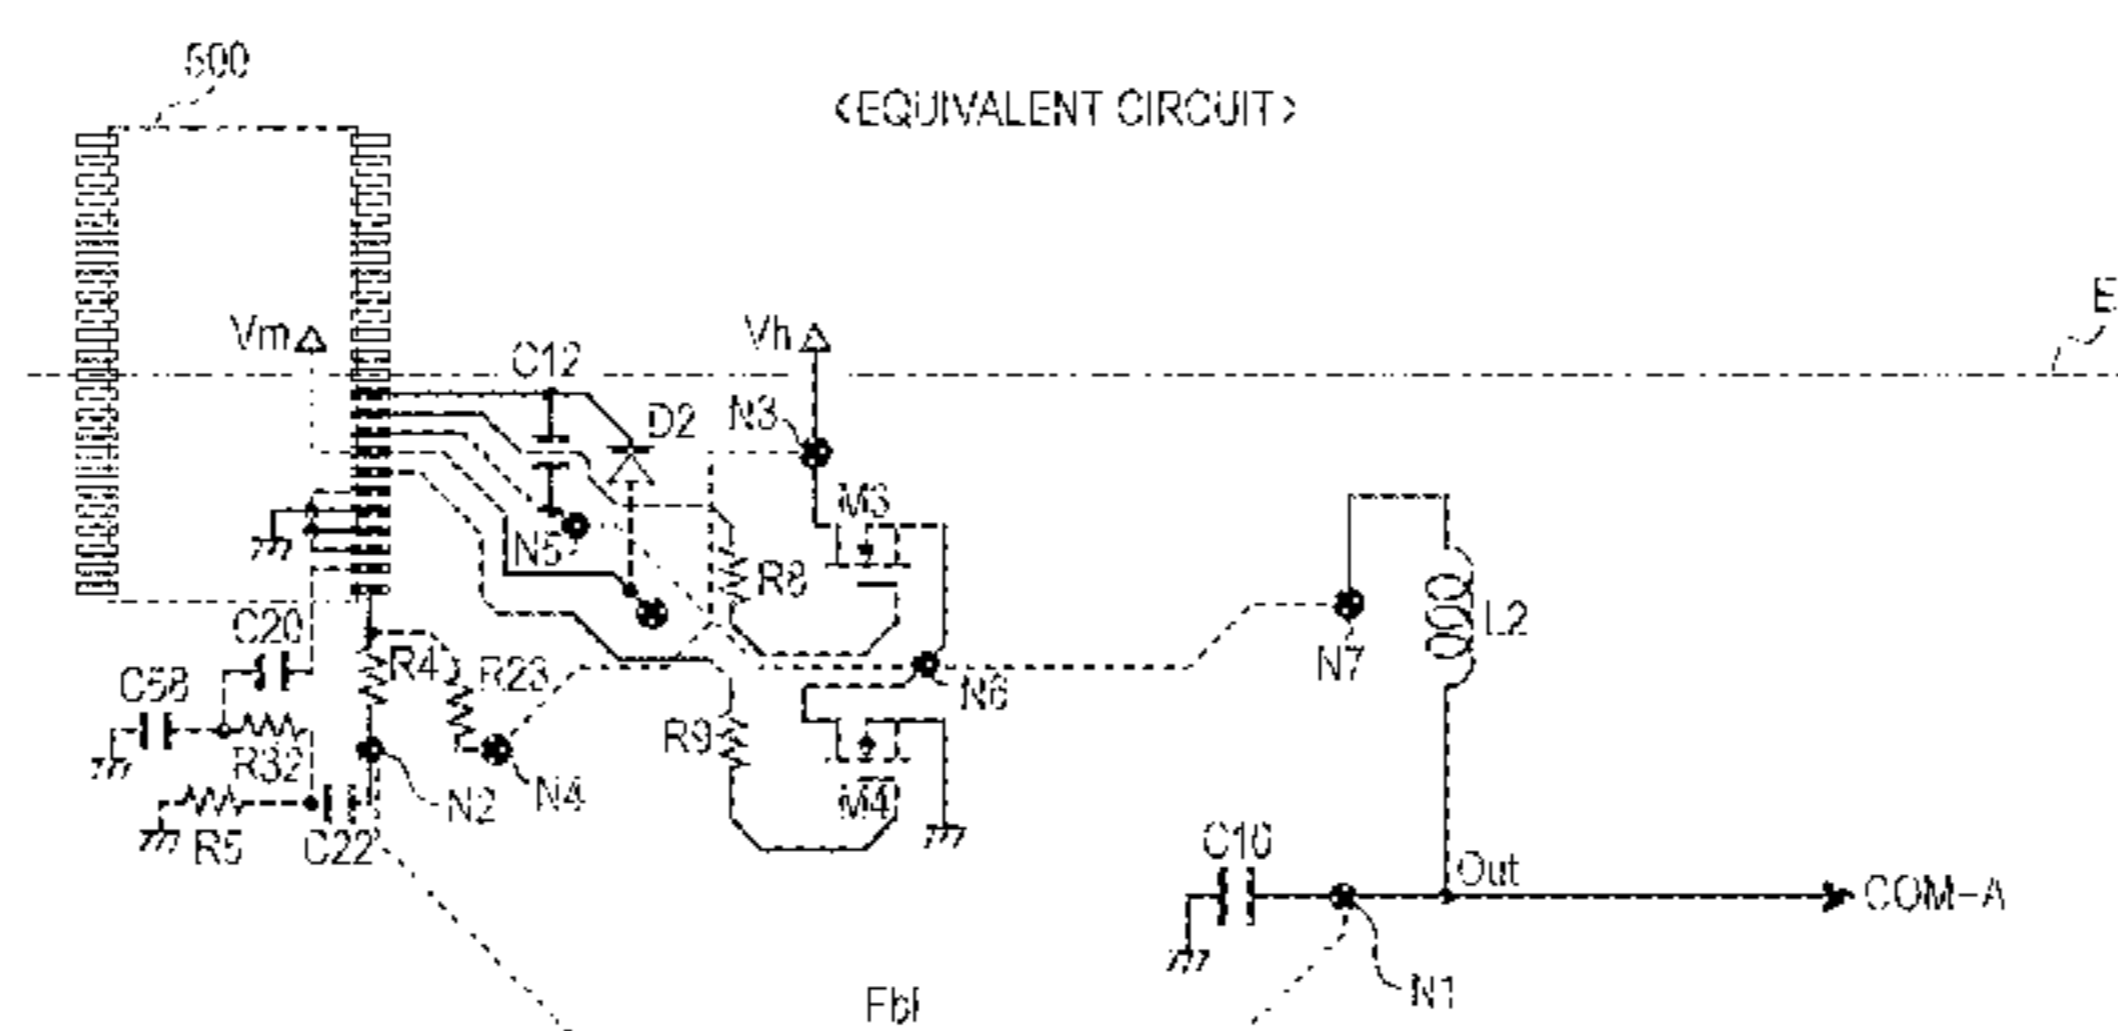 500
<EQUIVALENT CIRCUIT>
E
Vm
Vh
C12
D2
N3
M3
N5
R8
C20
L2
R4
R23
N7
C58
N6
R9
R32
N2
N4
M4
R5
C22
C10
Out
COM-A
N1